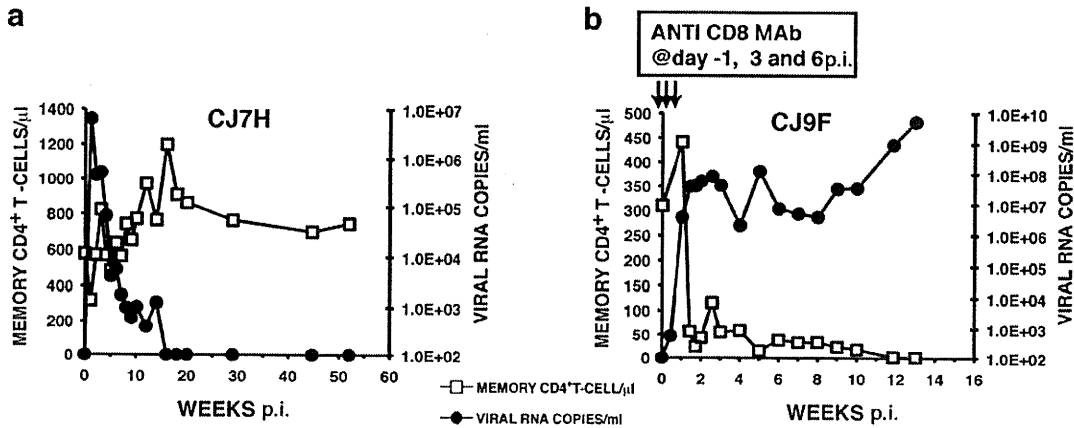 a
CJ7H
MEMORY CD4+ T -CELLS/µl
1400
1200
1000
800
600
400
200
0
1.0E+07
1.0E+06
1.0E+05
1.0E+04
1.0E+03
1.0E+02
VIRAL RNA COPIES/ml
0 10 20 30 40 50 60
WEEKS p.i.
b
ANTI CD8 MAb
@day -1, 3 and 6p.i.
CJ9F
MEMORY CD4+ T -CELLS/µl
500
450
400
350
300
250
200
150
100
50
0
1.0E+10
1.0E+09
1.0E+08
1.0E+07
1.0E+06
1.0E+05
1.0E+04
1.0E+03
1.0E+02
VIRAL RNA COPIES/ml
0 2 4 6 8 10 12 14 16
WEEKS p.i.
MEMORY CD4+T-CELL/µl
VIRAL RNA COPIES/ml